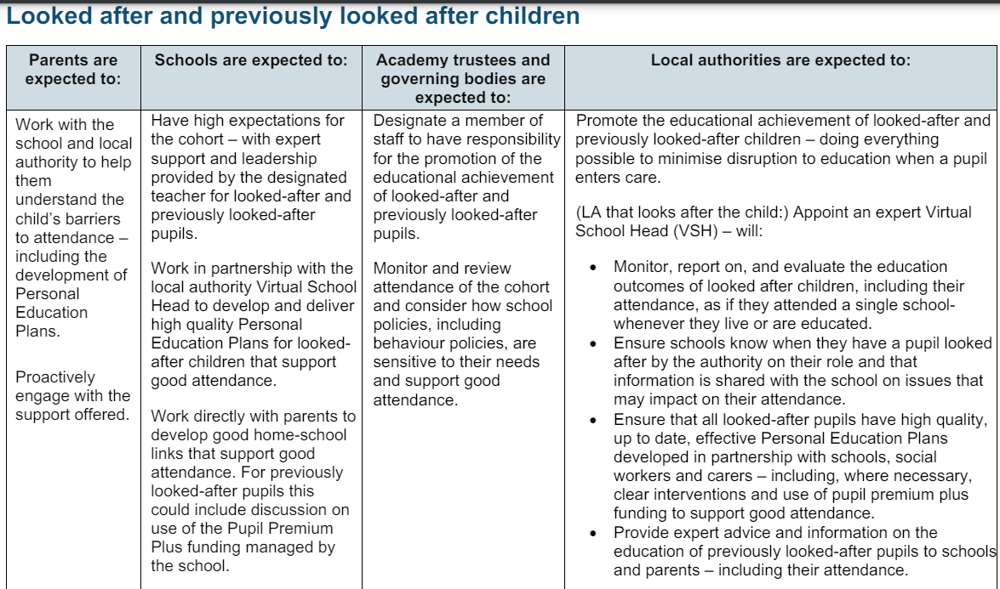 Looked after and previously looked after children
Parents are
expected to:
Schools are expected to:
Academy trustees and
governing bodies are
expected to:
Local authorities are expected to:
Work with the
school and local
authority to help
them
understand the
child's barriers
to attendance –
including the
development of
Personal
Education
Plans.
Proactively
engage with the
support offered.
Have high expectations for
the cohort – with expert
support and leadership
provided by the designated
teacher for looked-after and
previously looked-after
pupils.
Work in partnership with the
local authority Virtual School
Head to develop and deliver
high quality Personal
Education Plans for looked-
after children that support
good attendance.
Work directly with parents to
develop good home-school
links that support good
attendance. For previously
looked-after pupils this
could include discussion on
use of the Pupil Premium
Plus funding managed by
the school.
Designate a member of
staff to have responsibility
for the promotion of the
educational achievement
of looked-after and
previously looked-after
pupils.
Monitor and review
attendance of the cohort
and consider how school
policies, including
behaviour policies, are
sensitive to their needs
and support good
attendance.
Promote the educational achievement of looked-after and
previously looked-after children – doing everything
possible to minimise disruption to education when a pupil
enters care.
(LA that looks after the child:) Appoint an expert Virtual
School Head (VSH) – will:
• Monitor, report on, and evaluate the education
outcomes of looked after children, including their
attendance, as if they attended a single school-
whenever they live or are educated.
• Ensure schools know when they have a pupil looked
after by the authority on their role and that
information is shared with the school on issues that
may impact on their attendance.
• Ensure that all looked-after pupils have high quality,
up to date, effective Personal Education Plans
developed in partnership with schools, social
workers and carers – including, where necessary,
clear interventions and use of pupil premium plus
funding to support good attendance.
• Provide expert advice and information on the
education of previously looked-after pupils to schools
and parents – including their attendance.